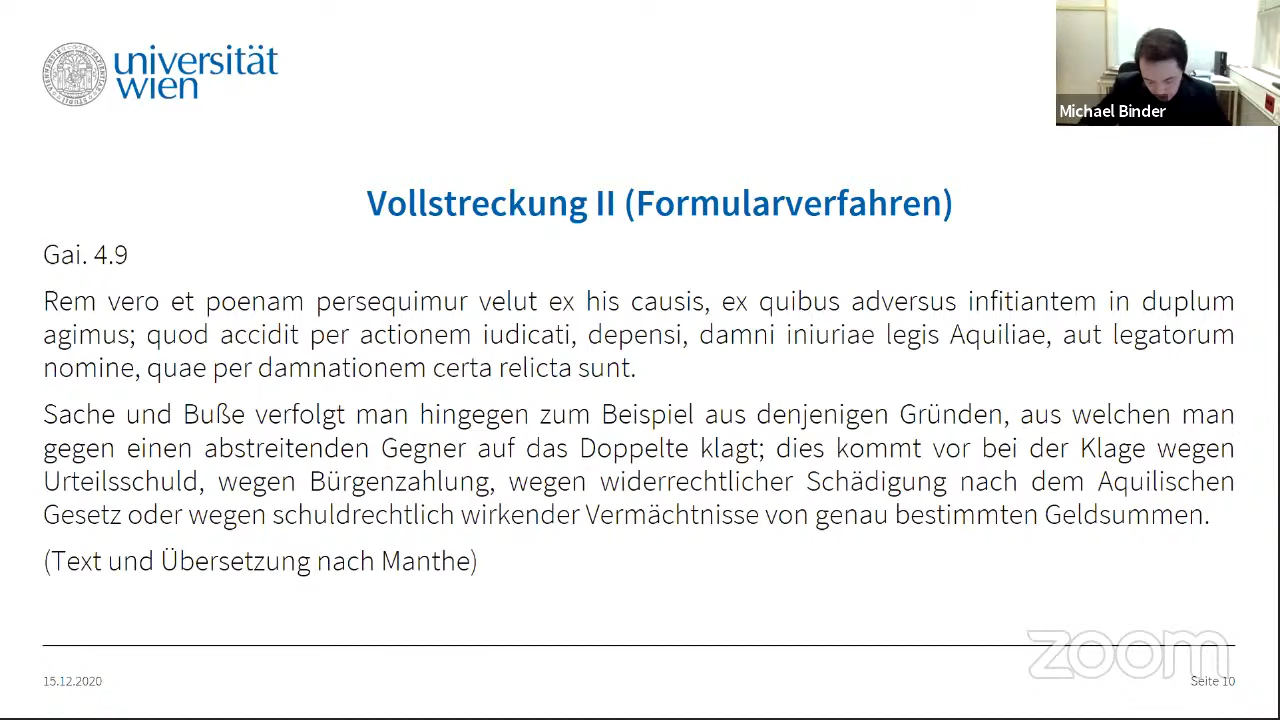 universität
wien
Michael Binder
Vollstreckung II (Formularverfahren)
Gai. 4.9
Rem vero et poenam persequimur velut ex his causis, ex quibus adversus infitiantem in duplum
agimus; quod accidit per actionem iudicati, depensi, damni iniuriae legis Aquiliae, aut legatorum
nomine, quae per damnationem certa relicta sunt.
Sache und Buße verfolgt man hingegen zum Beispiel aus denjenigen Gründen, aus welchen man
gegen einen abstreitenden Gegner auf das Doppelte klagt; dies kommt vor bei der Klage wegen
Urteilsschuld, wegen Bürgenzahlung, wegen widerrechtlicher Schädigung nach dem Aquilischen
Gesetz oder wegen schuldrechtlich wirkender Vermächtnisse von genau bestimmten Geldsummen.
(Text und Übersetzung nach Manthe)
zoom
15.12.2020
Seite 10